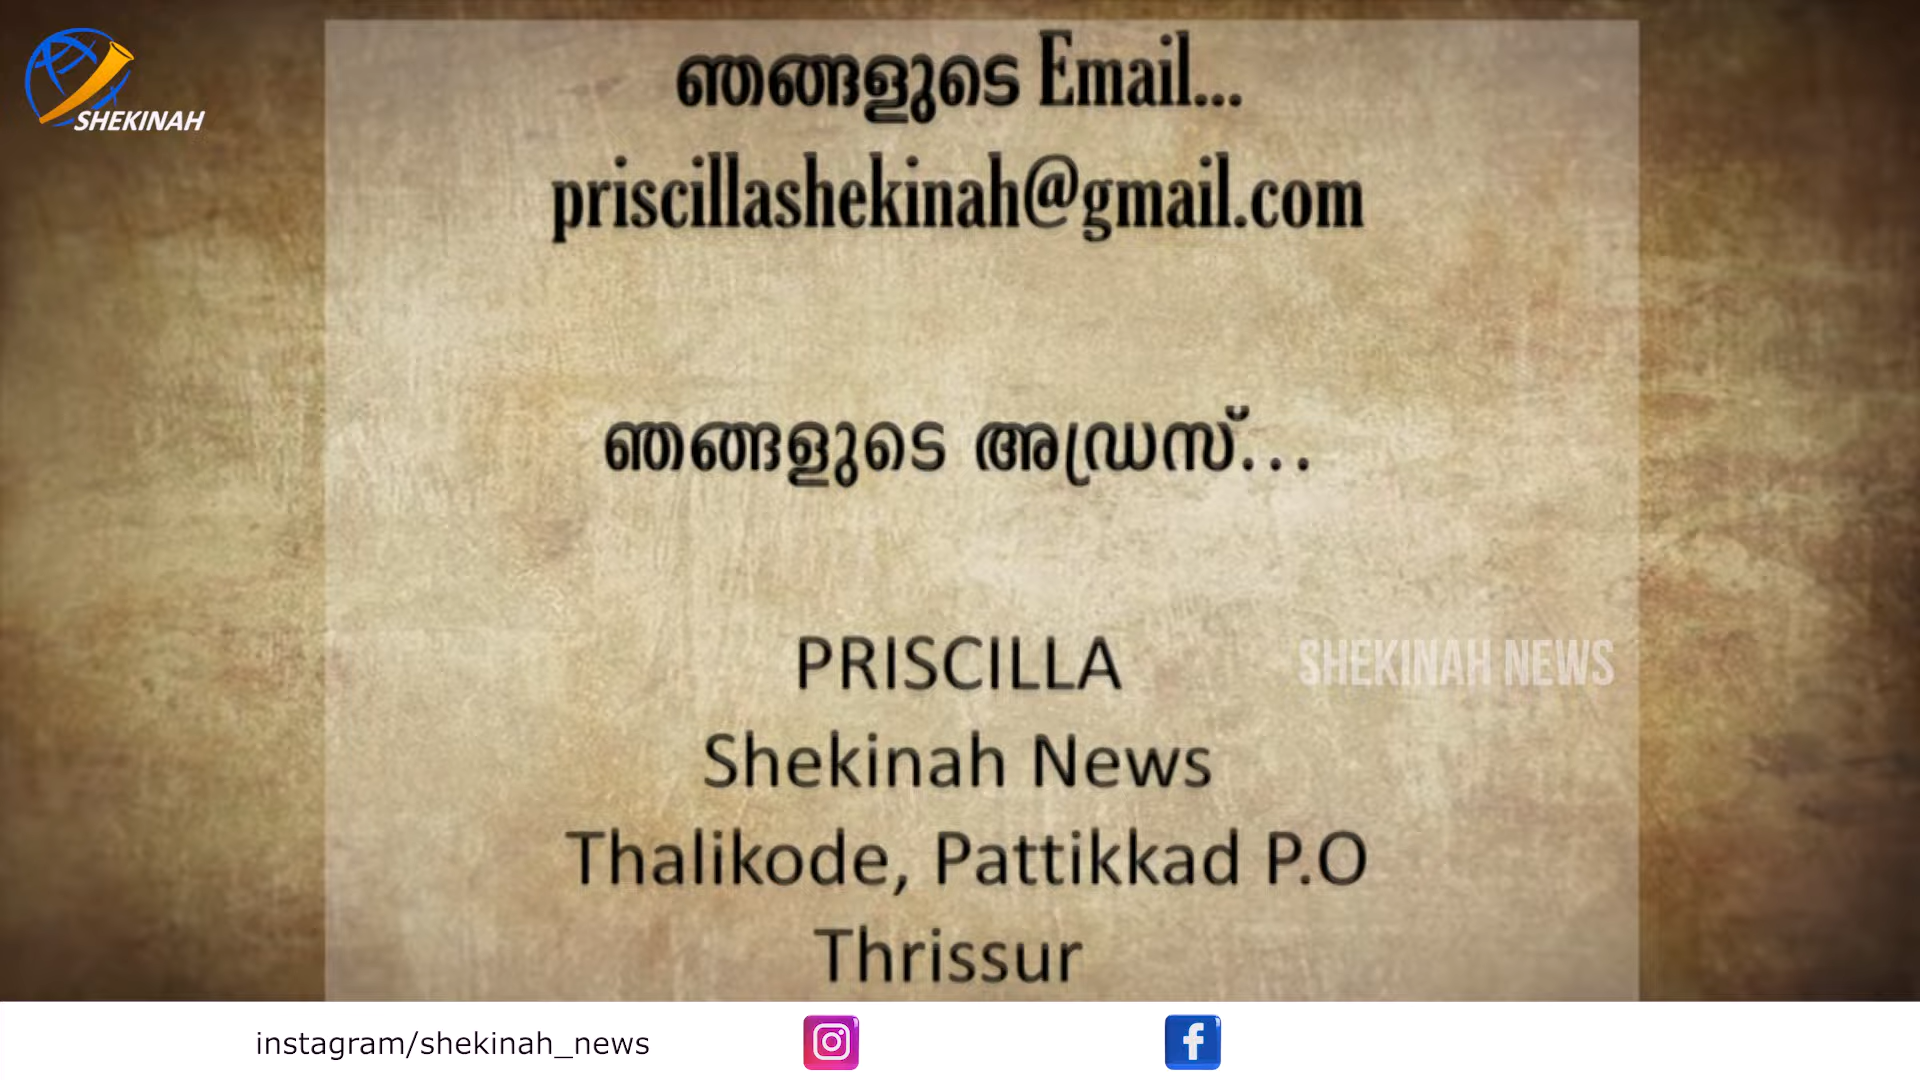 SHEKINAH
ഞങ്ങളുടെ Email...
priscillashekinah@gmail.com
ഞങ്ങളുടെ അഡ്രസ്...
PRISCILLA
SHEKINAH NEWS
Shekinah News
Thalikode, Pattikkad P.O
Thrissur
instagram/shekinah_news